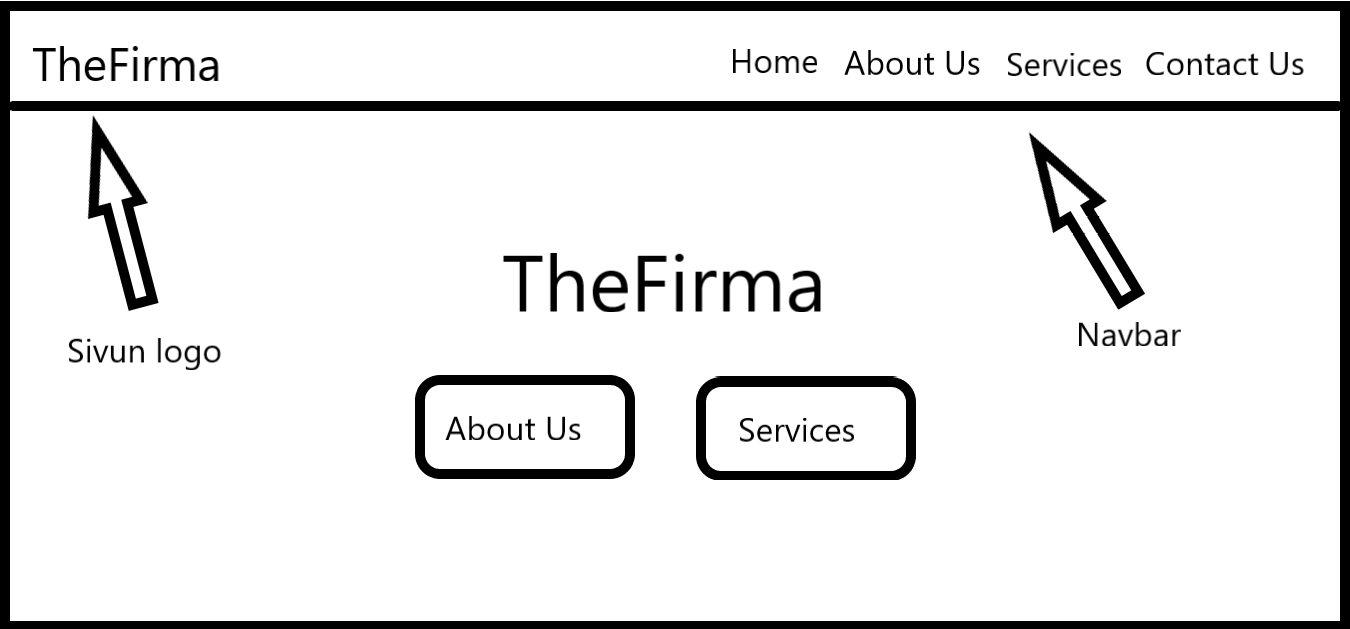 TheFirma
Home About Us Services Contact Us
TheFirma
Sivun logo
Navbar
About Us
Services